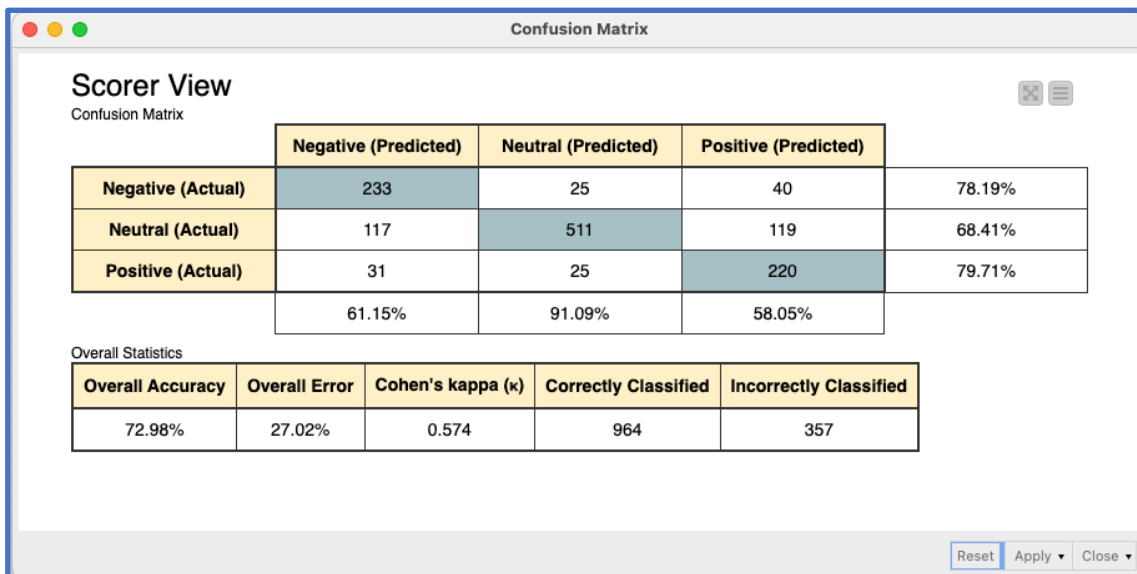 Confusion Matrix
Scorer View
Confusion Matrix
Negative (Predicted) Neutral (Predicted) Positive (Predicted)
Negative (Actual) 233 25 40 78.19%
Neutral (Actual) 117 511 119 68.41%
Positive (Actual) 31 25 220 79.71%
61.15% 91.09% 58.05%
Overall Statistics
Overall Accuracy Overall Error Cohen's kappa (κ) Correctly Classified Incorrectly Classified
72.98% 27.02% 0.574 964 357
Reset Apply Close